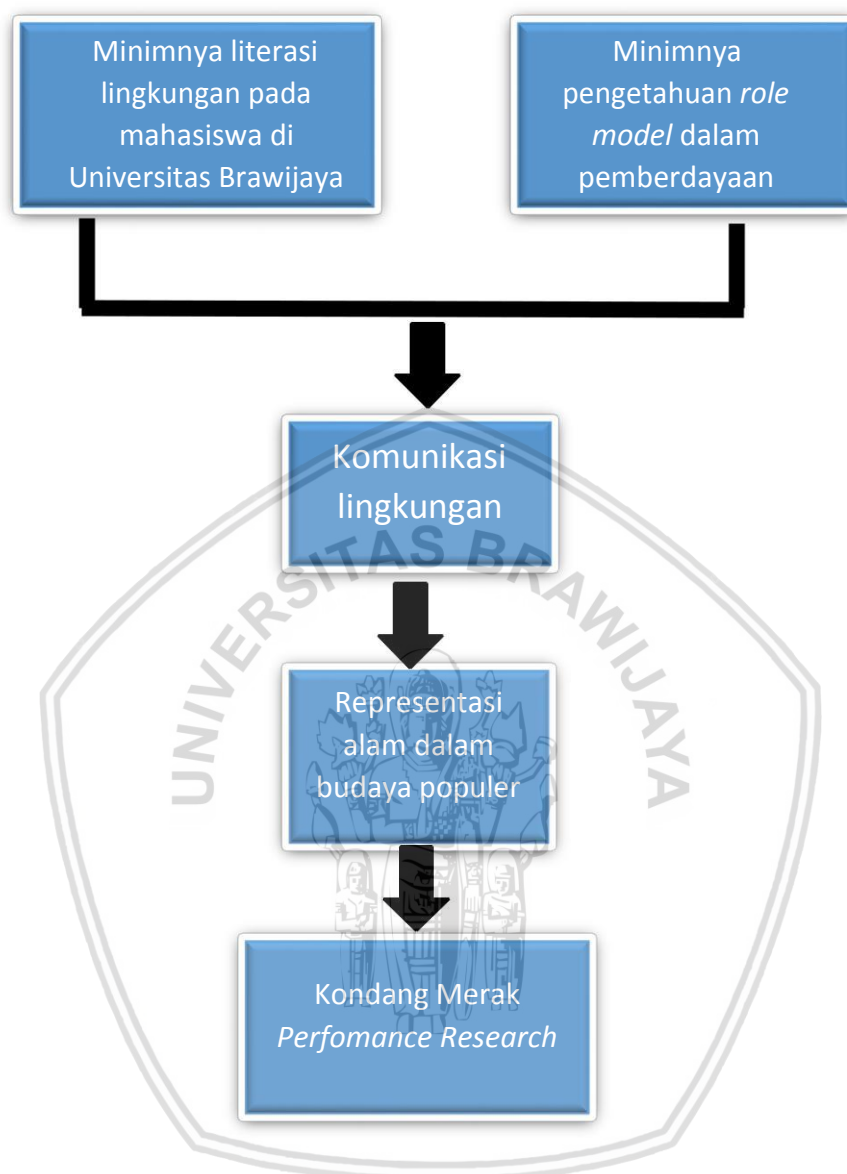 Minimnya literasi
lingkungan pada
mahasiswa di
Universitas Brawijaya
Minimnya
pengetahuan role
model dalam
pemberdayaan
Komunikasi
lingkungan
UNIVERSITAS BRAWIJAYA
Representasi
alam dalam
budaya populer
Kondang Merak
Perfomance Research